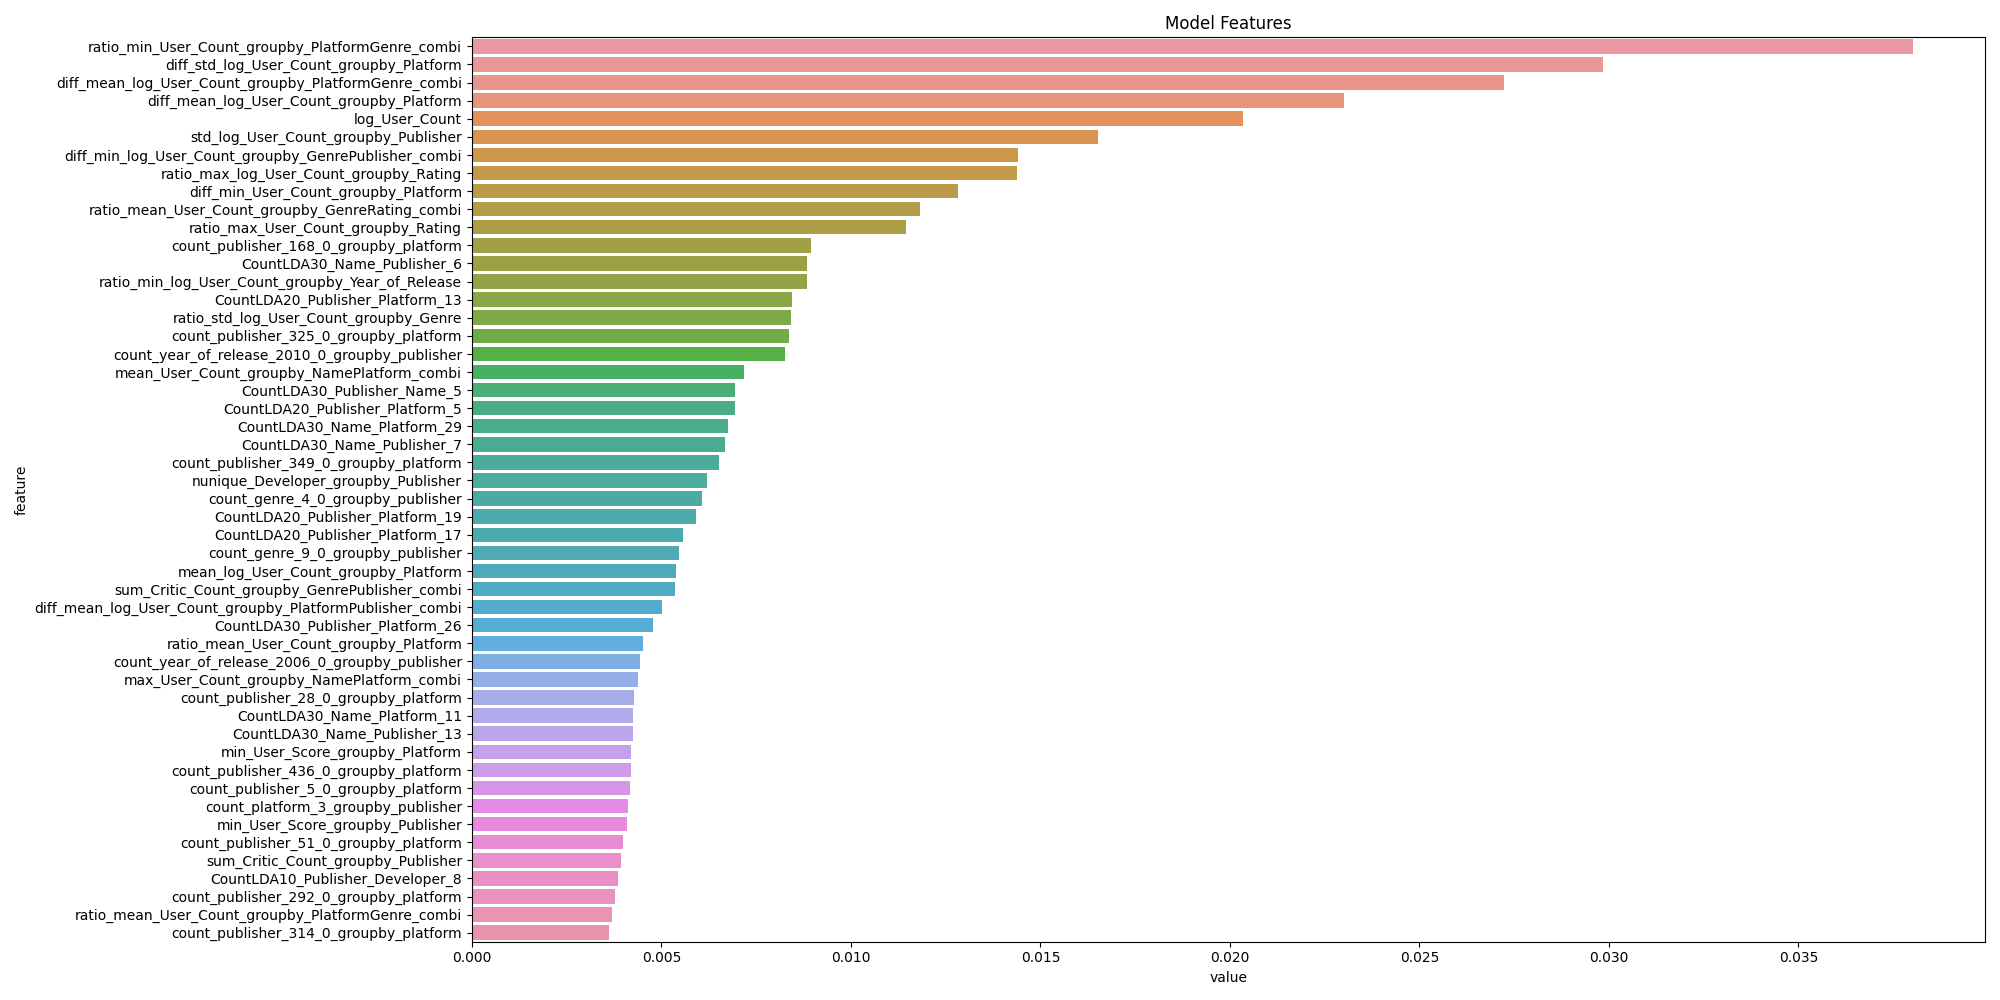 Model Features
ratio_min_User_Count_groupby_PlatformGenre_combi
diff_std_log_User_Count_groupby_Platform
diff_mean_log_User_Count_groupby_PlatformGenre_combi
diff_mean_log_User_Count_groupby_Platform
log_User_Count
std_log_User_Count_groupby_Publisher
diff_min_log_User_Count_groupby_GenrePublisher_combi
ratio_max_log_User_Count_groupby_Rating
diff_min_User_Count_groupby_Platform
ratio_mean_User_Count_groupby_GenreRating_combi
ratio_max_User_Count_groupby_Rating
count_publisher_168_0_groupby_platform
CountLDA30_Name_Publisher_6
ratio_min_log_User_Count_groupby_Year_of_Release
CountLDA20_Publisher_Platform_13
ratio_std_log_User_Count_groupby_Genre
count_publisher_325_0_groupby_platform
count_year_of_release_2010_0_groupby_publisher
mean_User_Count_groupby_NamePlatform_combi
CountLDA30_Publisher_Name_5
CountLDA20_Publisher_Platform_5
CountLDA30_Name_Platform_29
CountLDA30_Name_Publisher_7
count_publisher_349_0_groupby_platform
nunique_Developer_groupby_Publisher
count_genre_4_0_groupby_publisher
CountLDA20_Publisher_Platform_19
CountLDA20_Publisher_Platform_17
count_genre_9_0_groupby_publisher
mean_log_User_Count_groupby_Platform
sum_Critic_Count_groupby_GenrePublisher_combi
diff_mean_log_User_Count_groupby_PlatformPublisher_combi
CountLDA30_Publisher_Platform_26
ratio_mean_User_Count_groupby_Platform
count_year_of_release_2006_0_groupby_publisher
max_User_Count_groupby_NamePlatform_combi
count_publisher_28_0_groupby_platform
CountLDA30_Name_Platform_11
CountLDA30_Name_Publisher_13
min_User_Score_groupby_Platform
count_publisher_436_0_groupby_platform
count_publisher_5_0_groupby_platform
count_platform_3_groupby_publisher
min_User_Score_groupby_Publisher
count_publisher_51_0_groupby_platform
sum_Critic_Count_groupby_Publisher
CountLDA10_Publisher_Developer_8
count_publisher_292_0_groupby_platform
ratio_mean_User_Count_groupby_PlatformGenre_combi
count_publisher_314_0_groupby_platform
feature
0.000 0.005 0.010 0.015 0.020 0.025 0.030 0.035
value